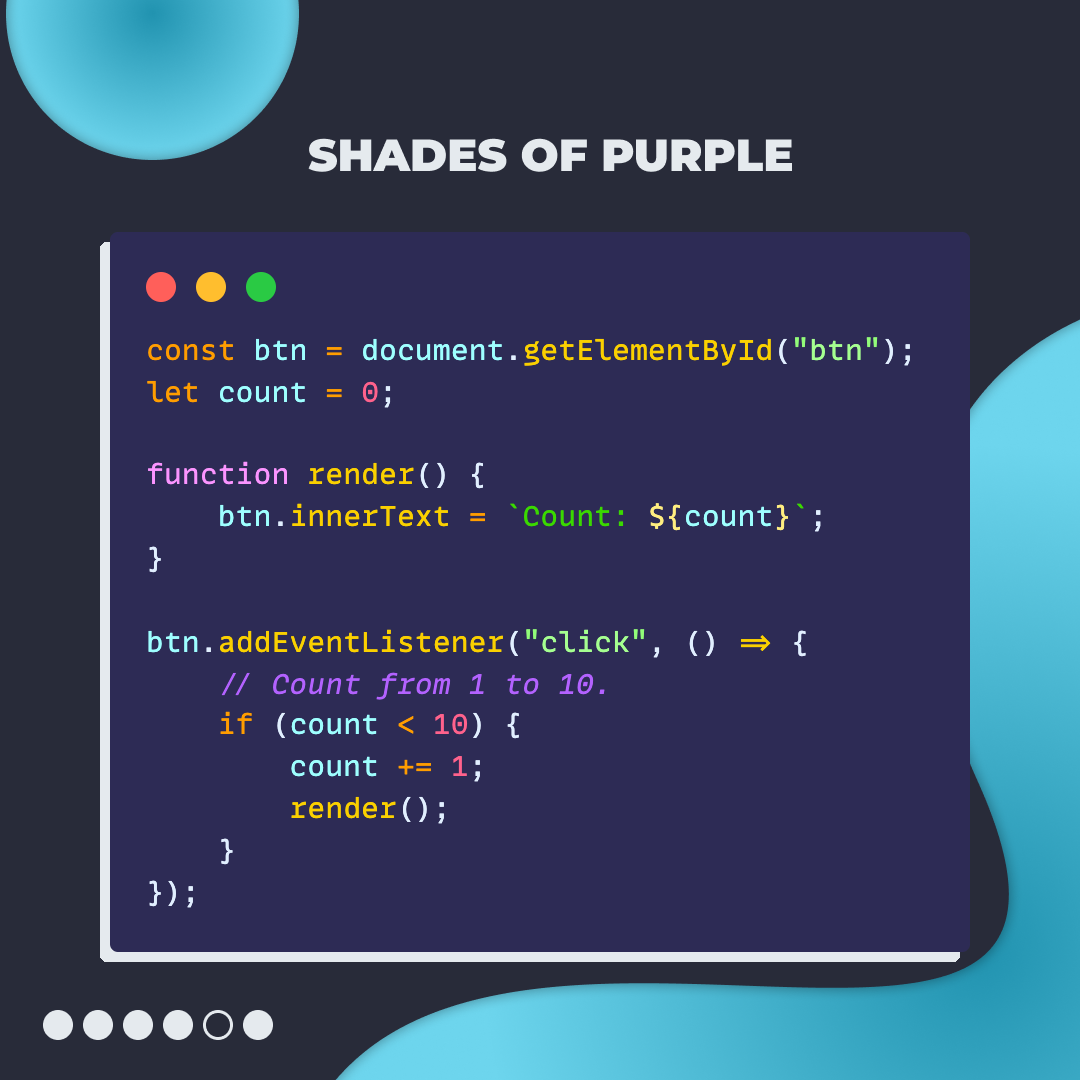 SHADES OF PURPLE
const btn = document.getElementById("btn");
let count = 0;
function render() {
    btn.innerText = `Count: ${count}`;
}
btn.addEventListener("click", () => {
    // Count from 1 to 10.
    if (count < 10) {
        count += 1;
        render();
    }
});